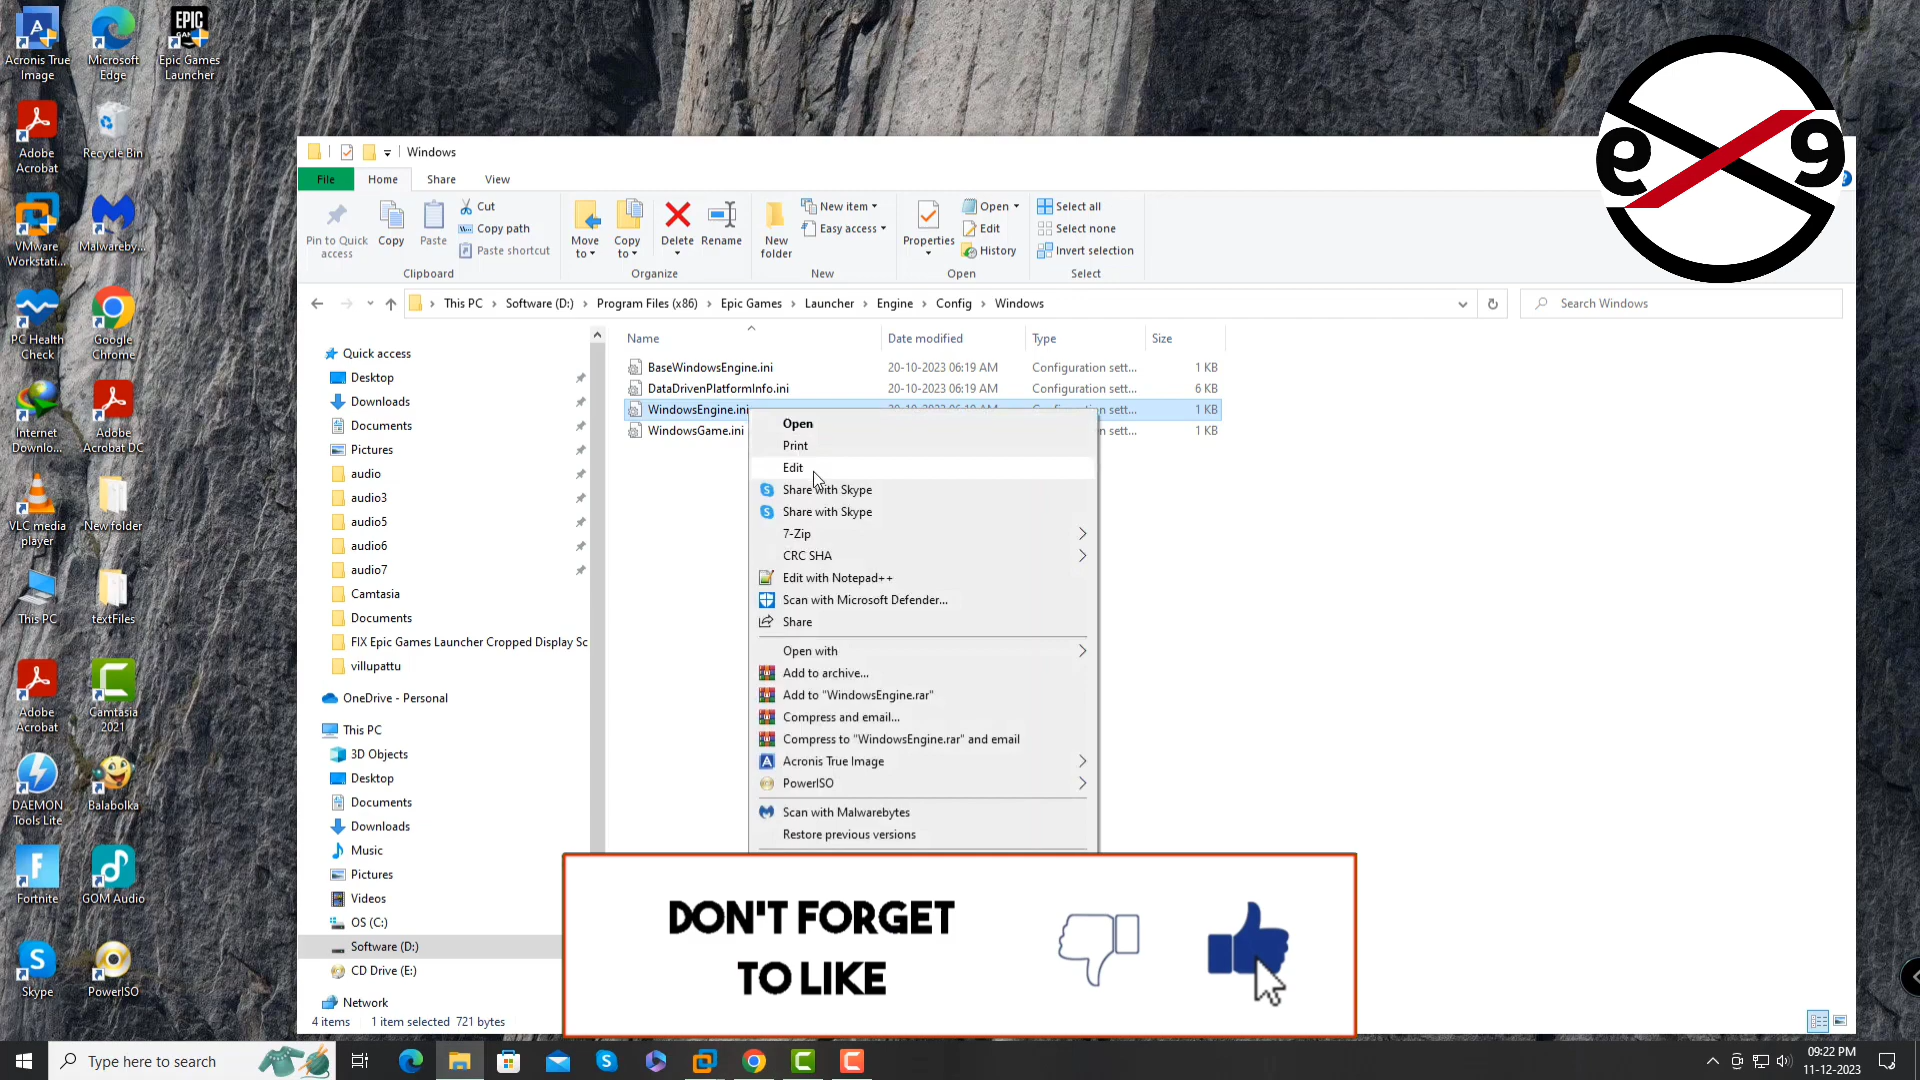 Acronis True
Image
Microsoft
Edge
EPIC
GAMES
Epic Games
Launcher
Adobe
Acrobat
Recycle Bin
VMware
Workstati...
Malwareby...
PC Health
Check
Google
Chrome
Internet
Downlo...
Adobe
Acrobat DC
VLC media
player
New folder
This PC
textFiles
Adobe
Acrobat
Camtasia
2021
DAEMON
Tools Lite
Balabolka
Fortnite
GOM Audio
Skype
PowerISO
e 9
Windows
File Home Share View
Pin to Quick
access
Copy
Paste
Cut
Copy path
Paste shortcut
Clipboard
Move
to
Copy
to
Delete
Rename
Organize
New
folder
New item
Easy access
New
Properties
Open
Edit
History
Open
Select all
Select none
Invert selection
Select
This PC > Software (D:) > Program Files (x86) > Epic Games > Launcher > Engine > Config > Windows
Search Windows
Name Date modified Type Size
BaseWindowsEngine.ini 20-10-2023 06:19 AM Configuration sett... 1 KB
DataDrivenPlatformInfo.ini 20-10-2023 06:19 AM Configuration sett... 6 KB
WindowsEngine.ini 20-10-2023 06:19 AM Configuration sett... 1 KB
WindowsGame.ini n sett... 1 KB
Quick access
Desktop
Downloads
Documents
Pictures
audio
audio3
audio5
audio6
audio7
Camtasia
Documents
FIX Epic Games Launcher Cropped Display Sc
villupattu
OneDrive - Personal
This PC
3D Objects
Desktop
Documents
Downloads
Music
Pictures
Videos
OS (C:)
Software (D:)
CD Drive (E:)
Network
4 items 1 item selected 721 bytes
Open
Print
Edit
Share with Skype
Share with Skype
7-Zip
CRC SHA
Edit with Notepad++
Scan with Microsoft Defender...
Share
Open with
Add to archive...
Add to "WindowsEngine.rar"
Compress and email...
Compress to "WindowsEngine.rar" and email
Acronis True Image
PowerISO
Scan with Malwarebytes
Restore previous versions
DON'T FORGET
TO LIKE
Type here to search
09:22 PM
11-12-2023